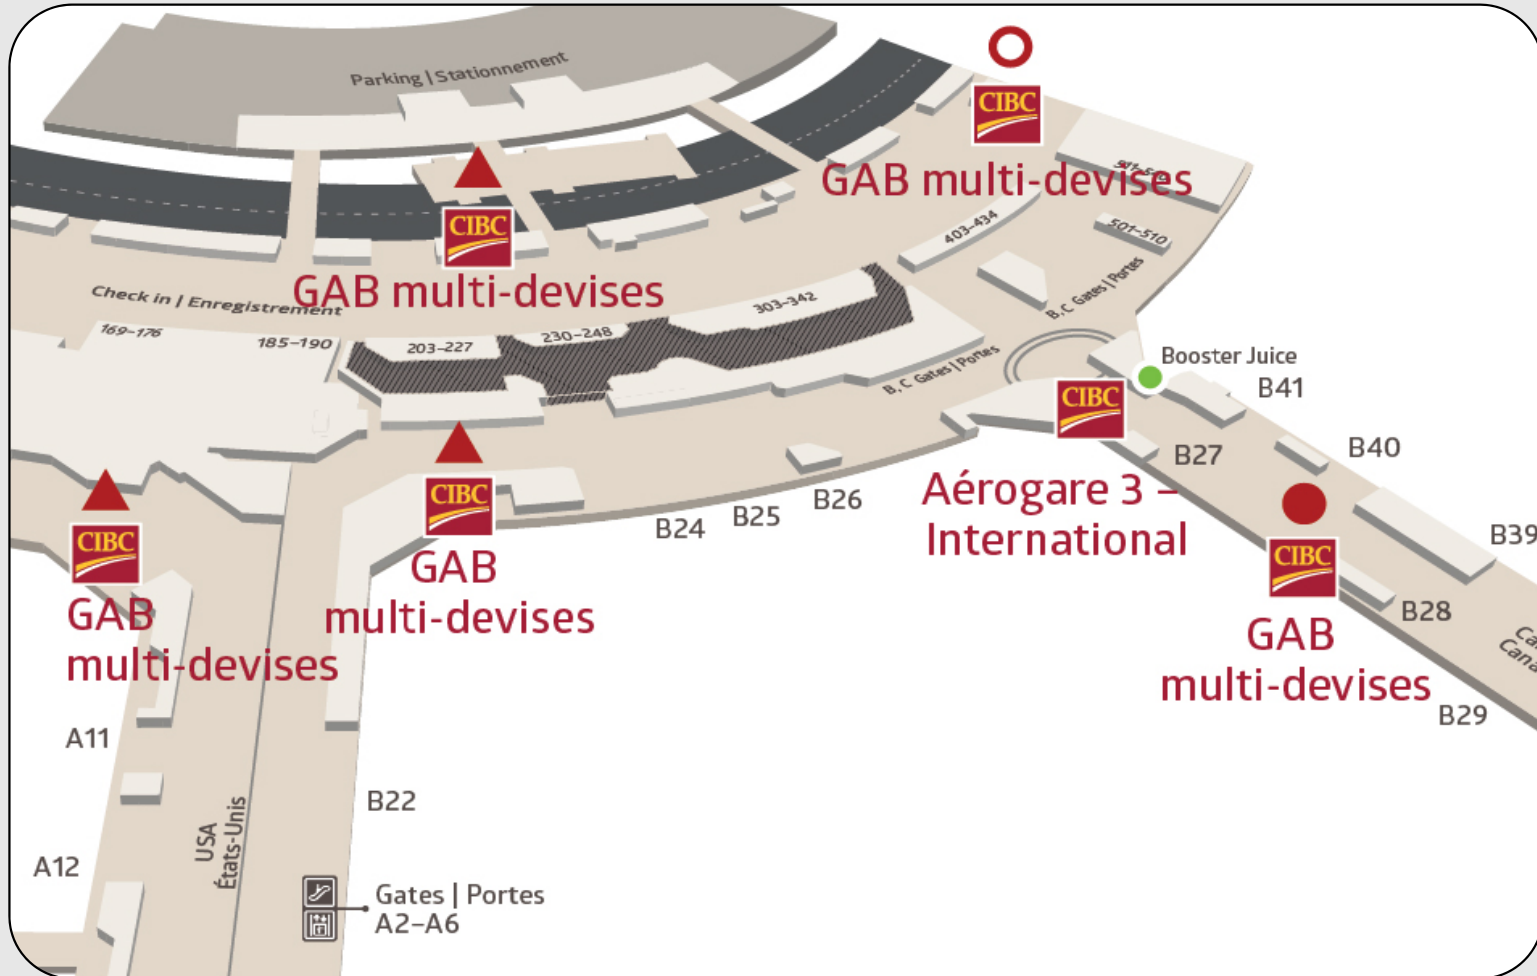 Parking | Stationnement
CIBC
GAB multi-devises
511-540
403-434
501-510
CIBC
GAB multi-devises
Check in | Enregistrement
169-176
185-190
203-227
230-248
303-342
B, C Gates | Portes
B, C Gates | Portes
Booster Juice
B41
CIBC
B40
B27
Aérogare 3 –
International
B39
CIBC
GAB
multi-devises
B28
B29
B26
B25
B24
CIBC
GAB
multi-devises
CIBC
GAB
multi-devises
A11
B22
USA
États-Unis
A12
Gates | Portes
A2-A6